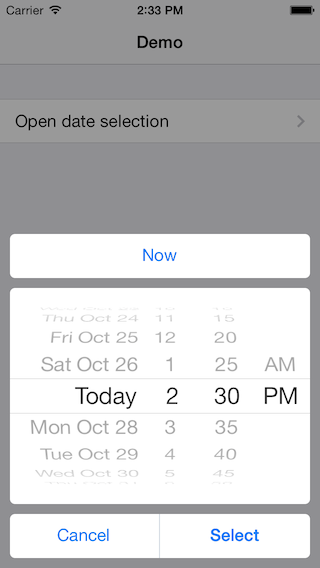 Carrier 2:33 PM
Demo
Open date selection
Now
Thu Oct 24 11 15
Fri Oct 25 12 20
Sat Oct 26 1 25 AM
Today 2 30 PM
Mon Oct 28 3 35
Tue Oct 29 4 40
Wed Oct 30 5 45
Cancel Select